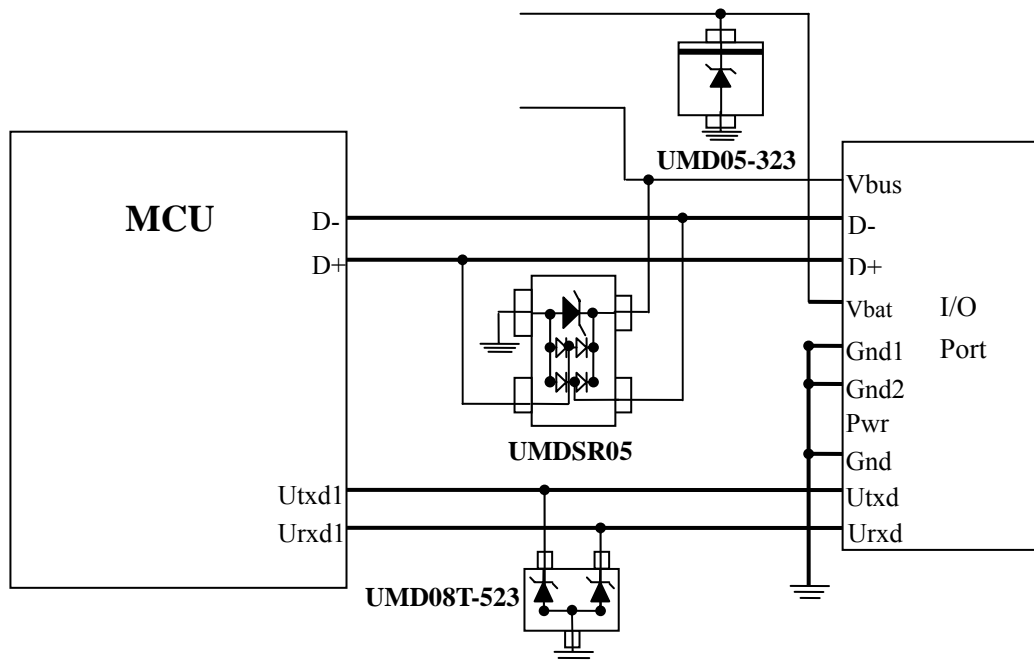 UMD05-323
MCU
Vbus
D-
D-
D+
D+
Vbat
I/O
Gnd1
Port
Gnd2
Pwr
UMDSR05
Gnd
Utxd1
Utxd
Urxd1
Urxd
UMD08T-523